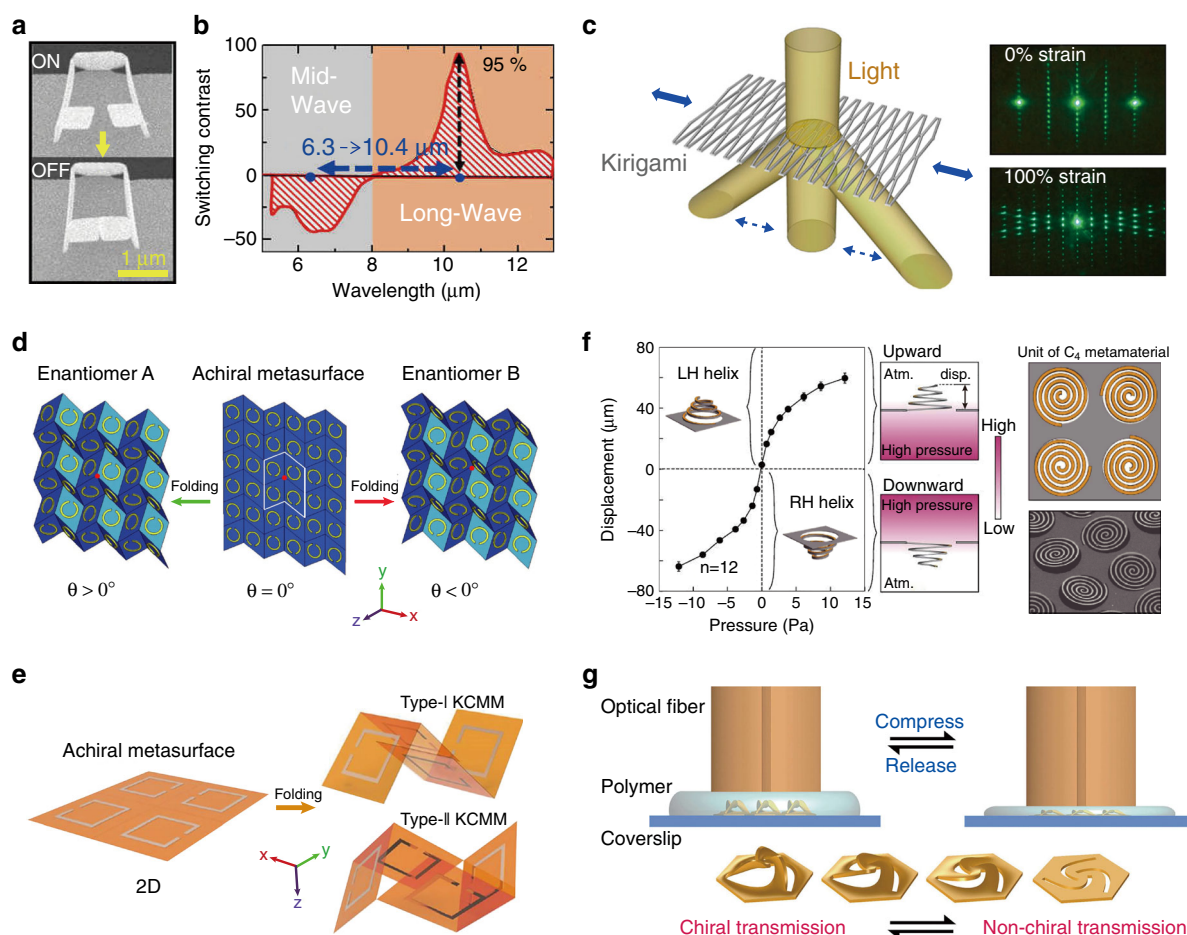 a
ON
OFF
1 μm
b
100
50
0
−50
Switching contrast
Mid-
Wave
95 %
6.3->10.4 μm
Long-Wave
6
8
10
12
Wavelength (μm)
c
Light
Kirigami
0% strain
100% strain
d
Enantiomer A
Achiral metasurface
Enantiomer B
Folding
Folding
θ > 0°
θ = 0°
θ < 0°
y
x
z
e
Achiral metasurface
2D
Folding
Type-I KCMM
Type-II KCMM
x
y
z
f
80
40
0
−40
−80
Displacement (μm)
LH helix
RH helix
n=12
−15
−10
−5
0
5
10
15
Pressure (Pa)
Upward
Atm.
disp.
High pressure
Downward
High pressure
Atm.
High
Low
Unit of C4 metamaterial
g
Optical fiber
Polymer
Coverslip
Compress
Release
Chiral transmission
Non-chiral transmission